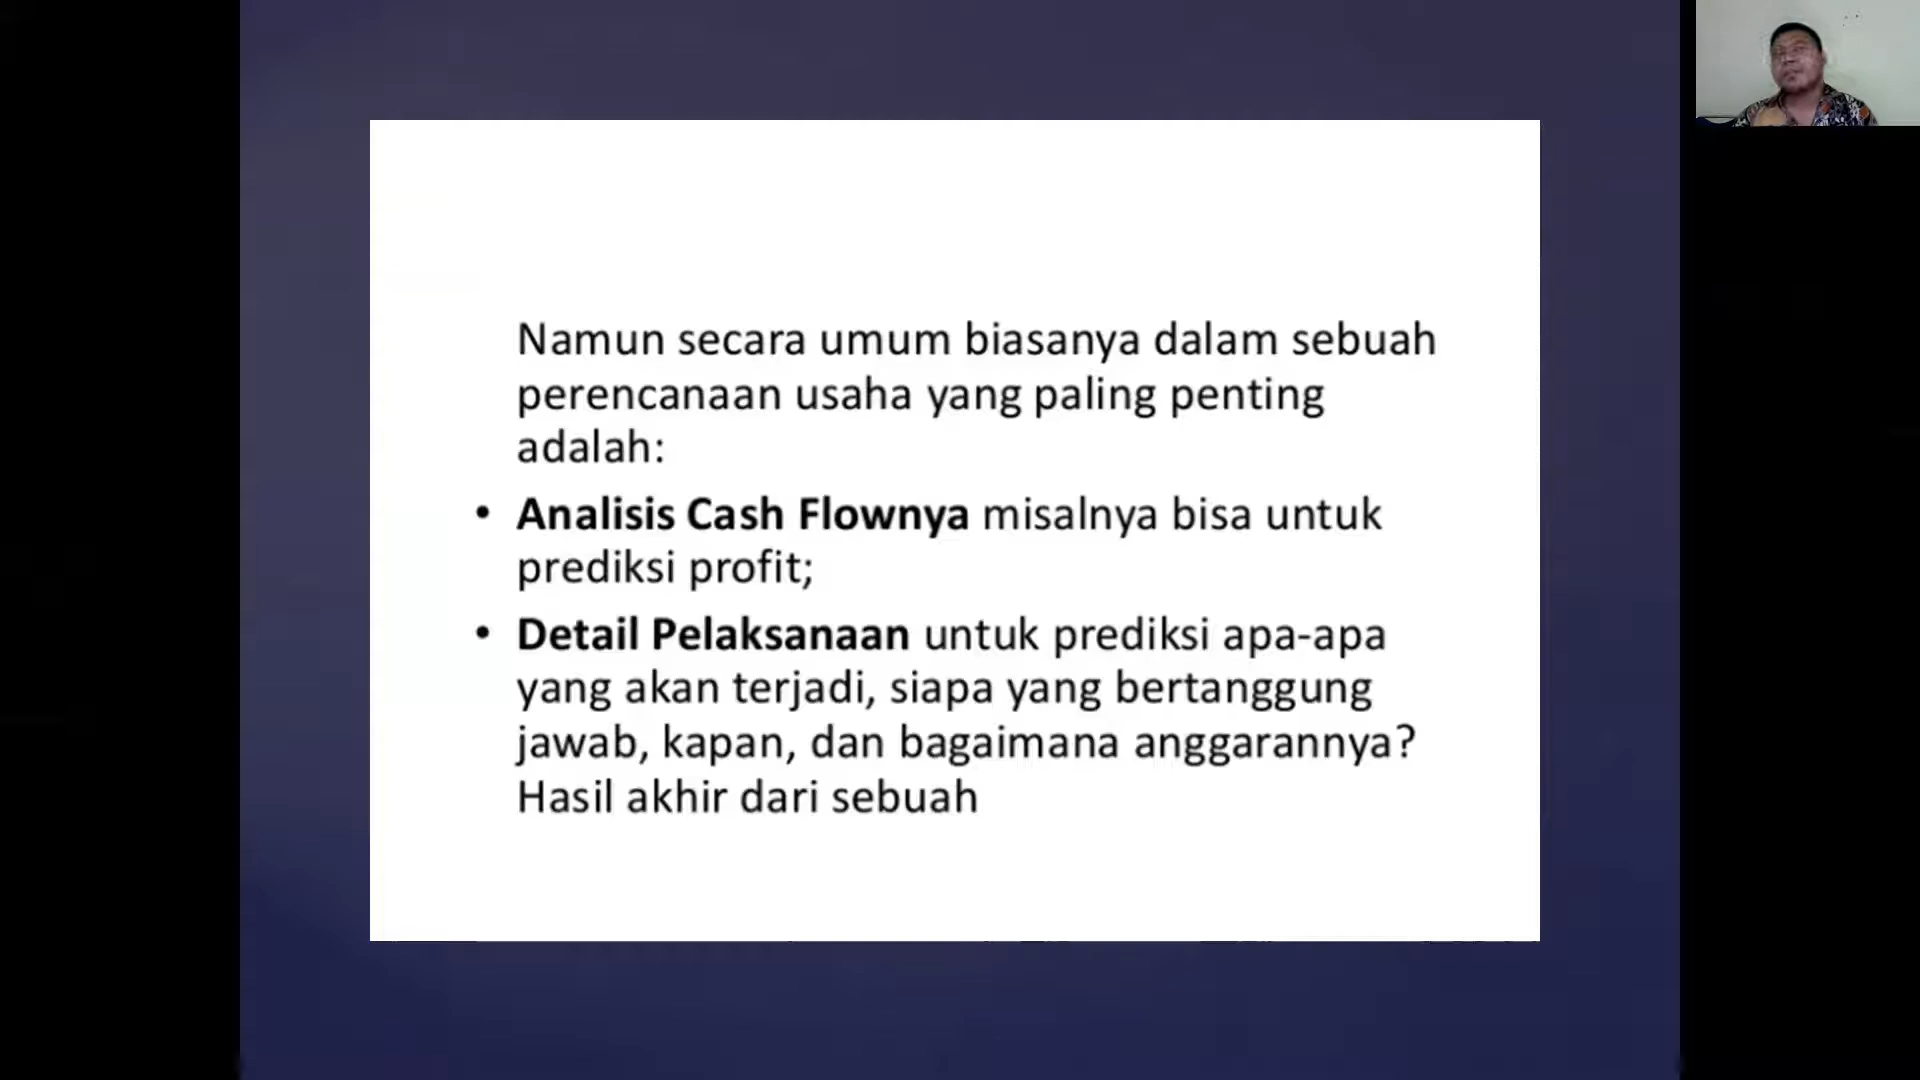 Namun secara umum biasanya dalam sebuah
perencanaan usaha yang paling penting
adalah:
• Analisis Cash Flownya misalnya bisa untuk
prediksi profit;
• Detail Pelaksanaan untuk prediksi apa-apa
yang akan terjadi, siapa yang bertanggung
jawab, kapan, dan bagaimana anggarannya?
Hasil akhir dari sebuah